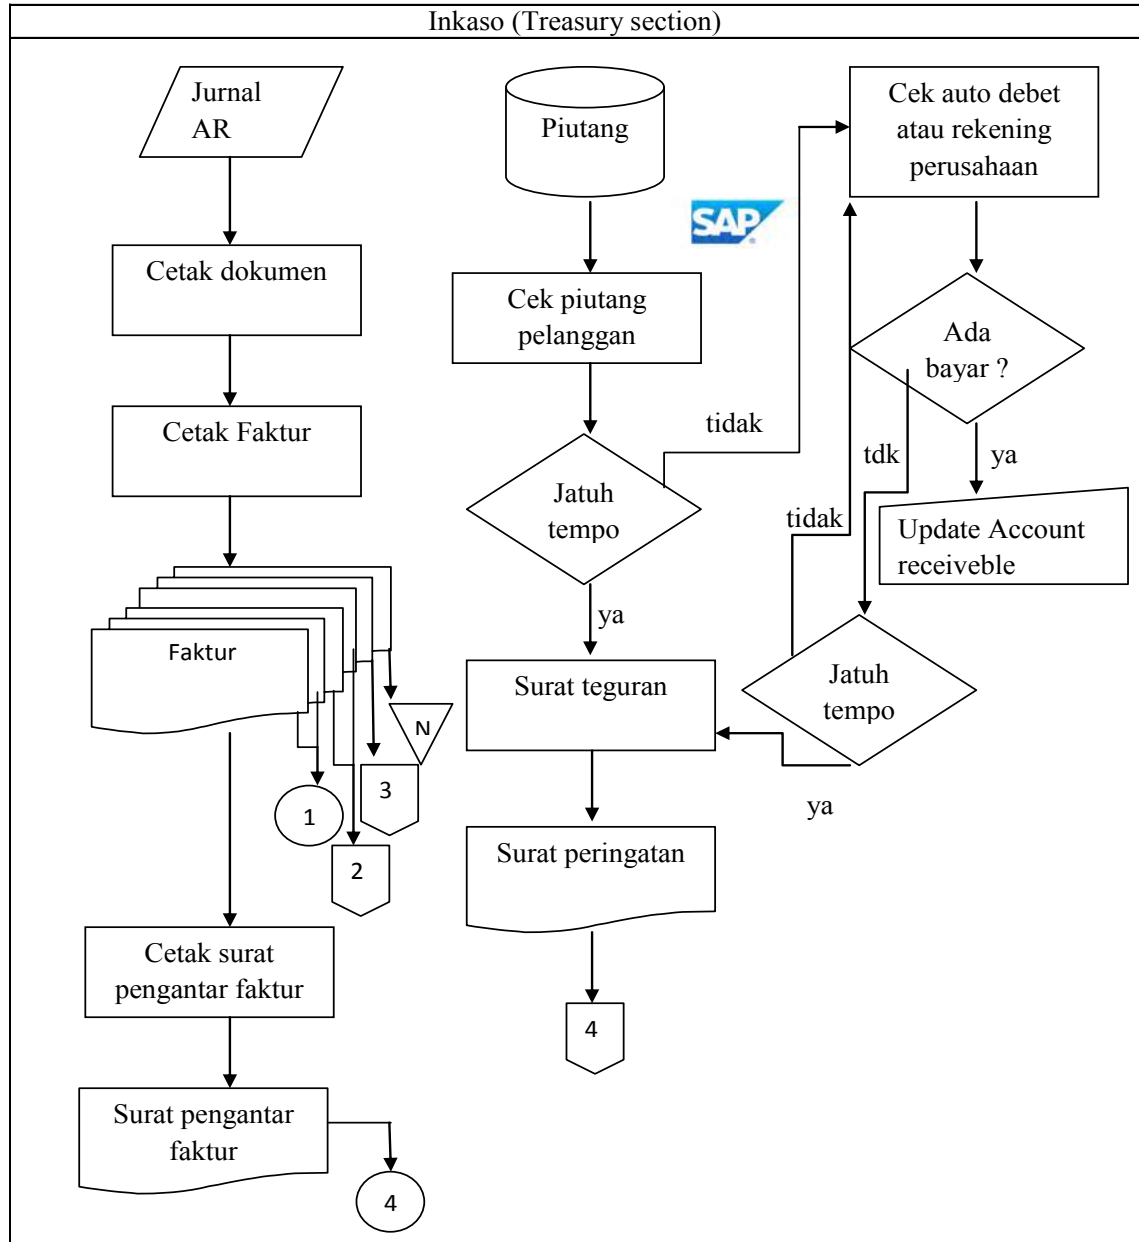 Inkaso (Treasury section)
Jurnal
AR
Cetak dokumen
Cetak Faktur
Faktur
N
3
1
2
Cetak surat
pengantar faktur
Surat pengantar
faktur
4
Piutang
SAP
Cek piutang
pelanggan
tidak
Jatuh
tempo
ya
Surat teguran
Surat peringatan
4
Cek auto debet
atau rekening
perusahaan
Ada
bayar ?
tdk
ya
tidak
Update Account
receiveble
Jatuh
tempo
ya